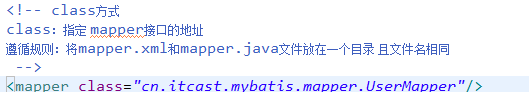 <!-- class方式
class：指定 mapper接口的地址
遵循规则：将mapper.xml和mapper.java文件放在一个目录 且文件名相同
-->
<mapper class="cn.itcast.mybatis.mapper.UserMapper"/>